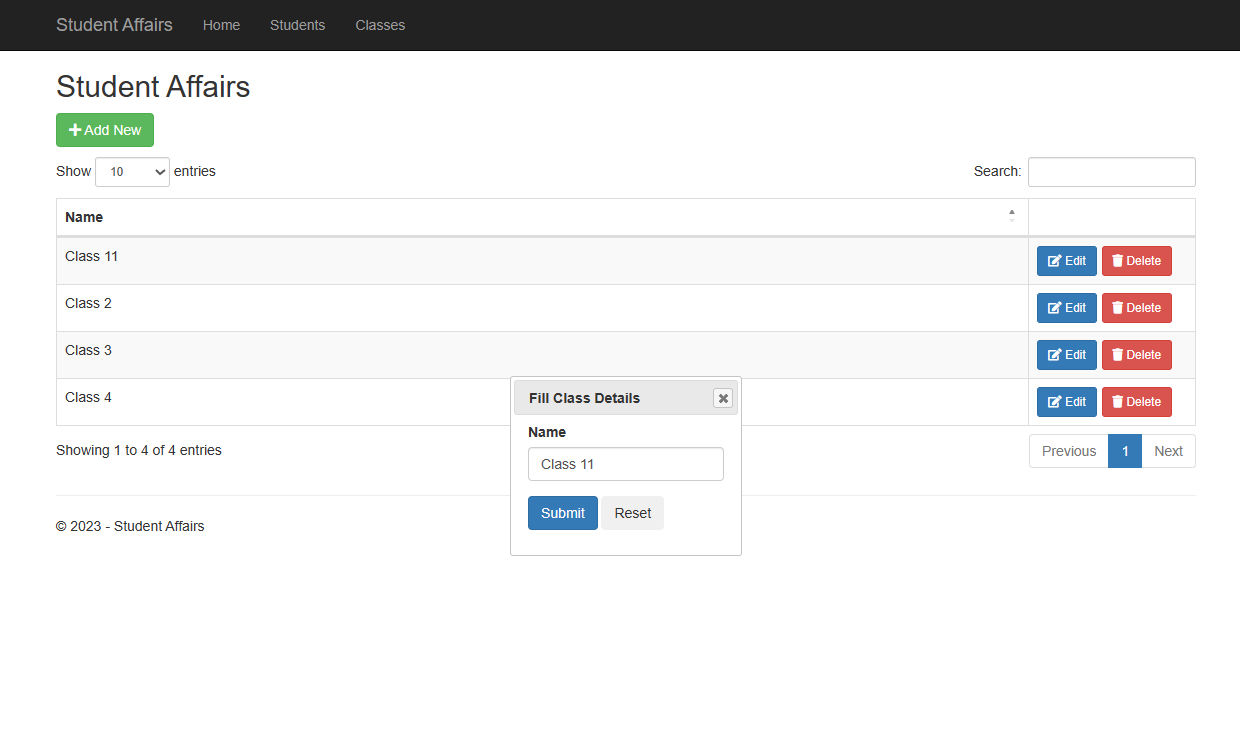 Student Affairs Home Students Classes
Student Affairs
Add New
Show 10 entries Search:
Name
Class 11 Edit Delete
Class 2 Edit Delete
Class 3 Edit Delete
Class 4 Edit Delete
Fill Class Details
Name
Class 11
Submit Reset
Showing 1 to 4 of 4 entries Previous 1 Next
© 2023 - Student Affairs